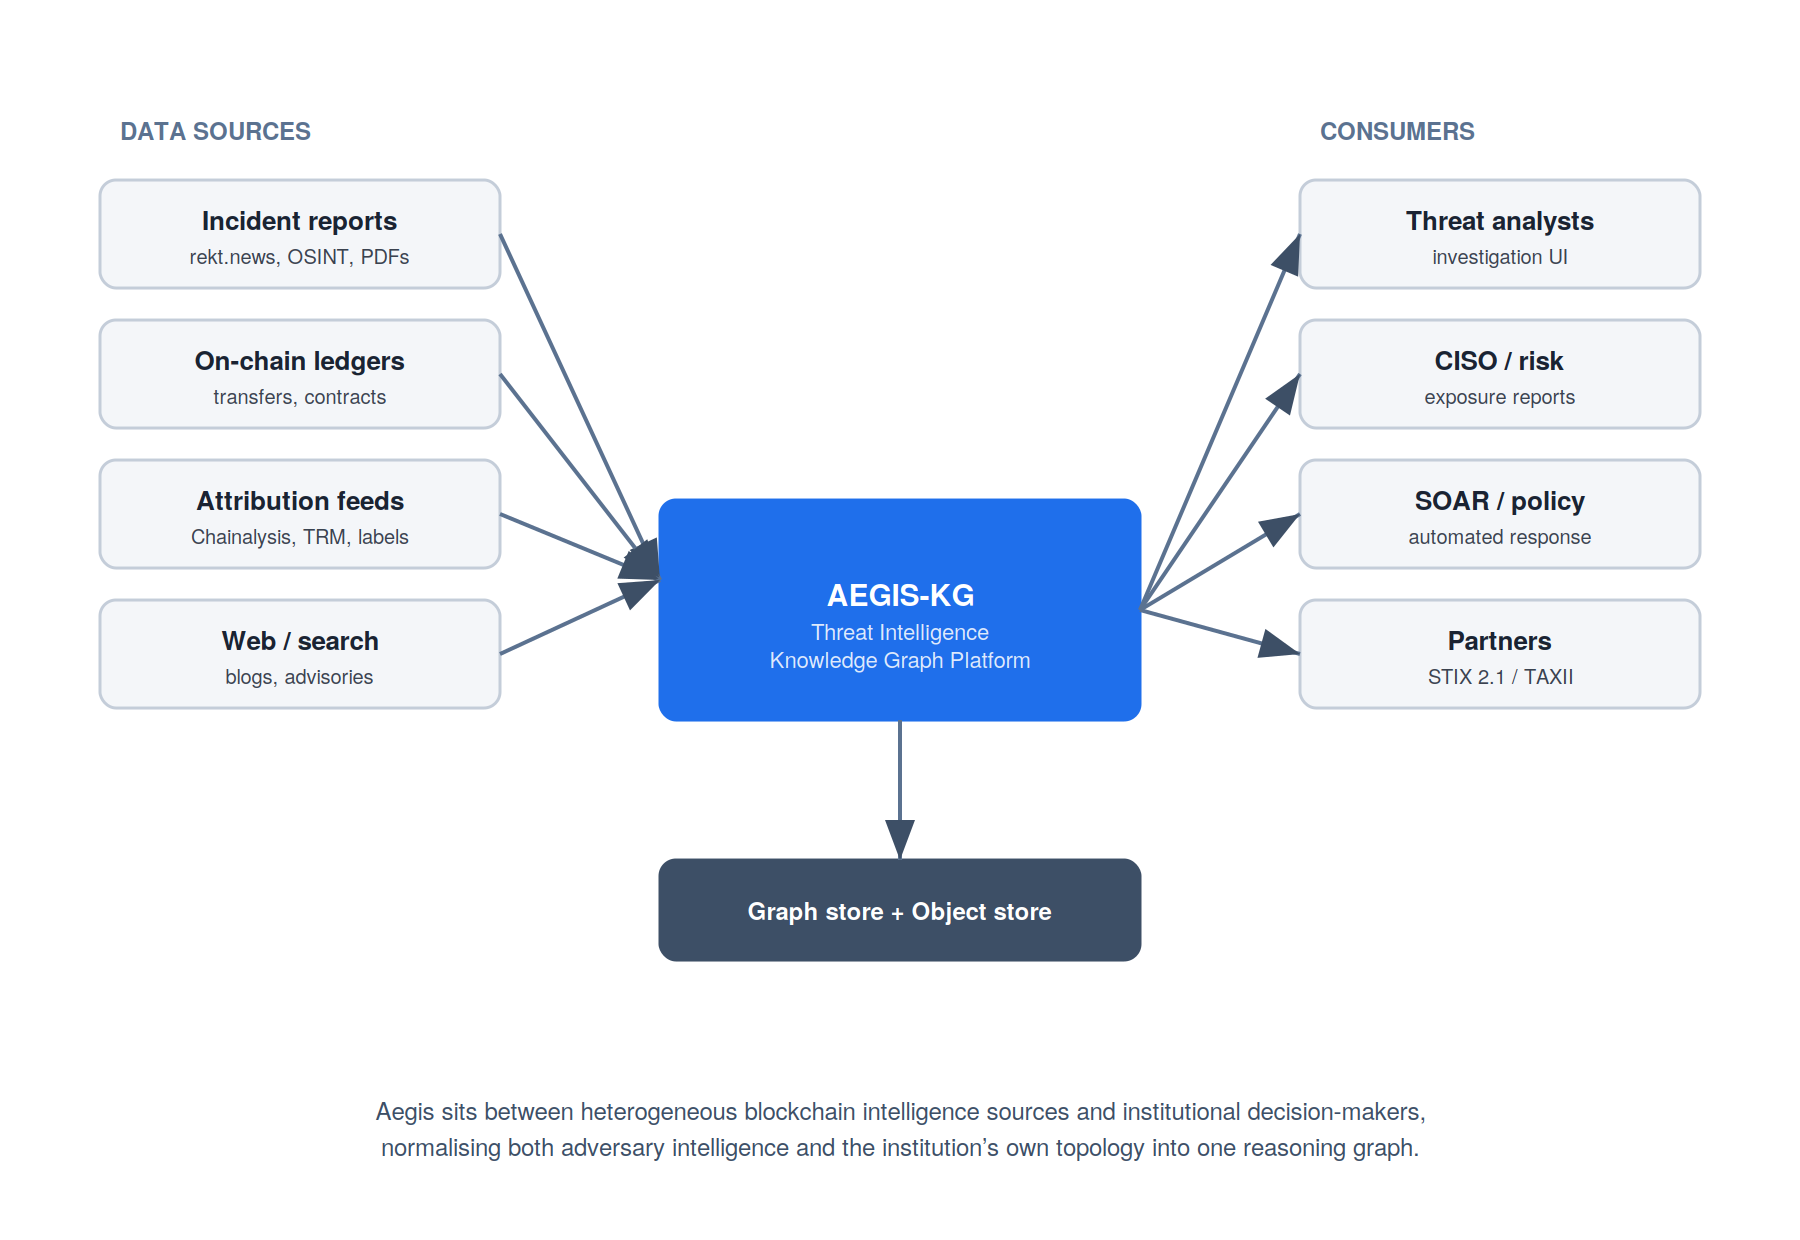 DATA SOURCES
Incident reports
rekt.news, OSINT, PDFs
On-chain ledgers
transfers, contracts
Attribution feeds
Chainalysis, TRM, labels
Web / search
blogs, advisories
AEGIS-KG
Threat Intelligence
Knowledge Graph Platform
Graph store + Object store
CONSUMERS
Threat analysts
investigation UI
CISO / risk
exposure reports
SOAR / policy
automated response
Partners
STIX 2.1 / TAXII
Aegis sits between heterogeneous blockchain intelligence sources and institutional decision-makers,
normalising both adversary intelligence and the institution’s own topology into one reasoning graph.